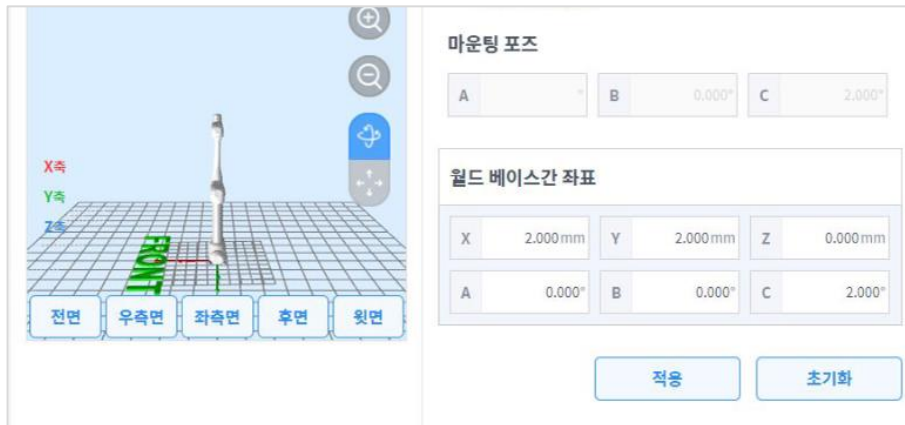 마운팅 포즈
A ° B 0.000° C 2.000°
X축
Y축
Z축
월드 베이스간 좌표
X 2.000 mm Y 2.000 mm Z 0.000 mm
A 0.000° B 0.000° C 2.000°
FRONT
전면 우측면 좌측면 후면 윗면
적용 초기화